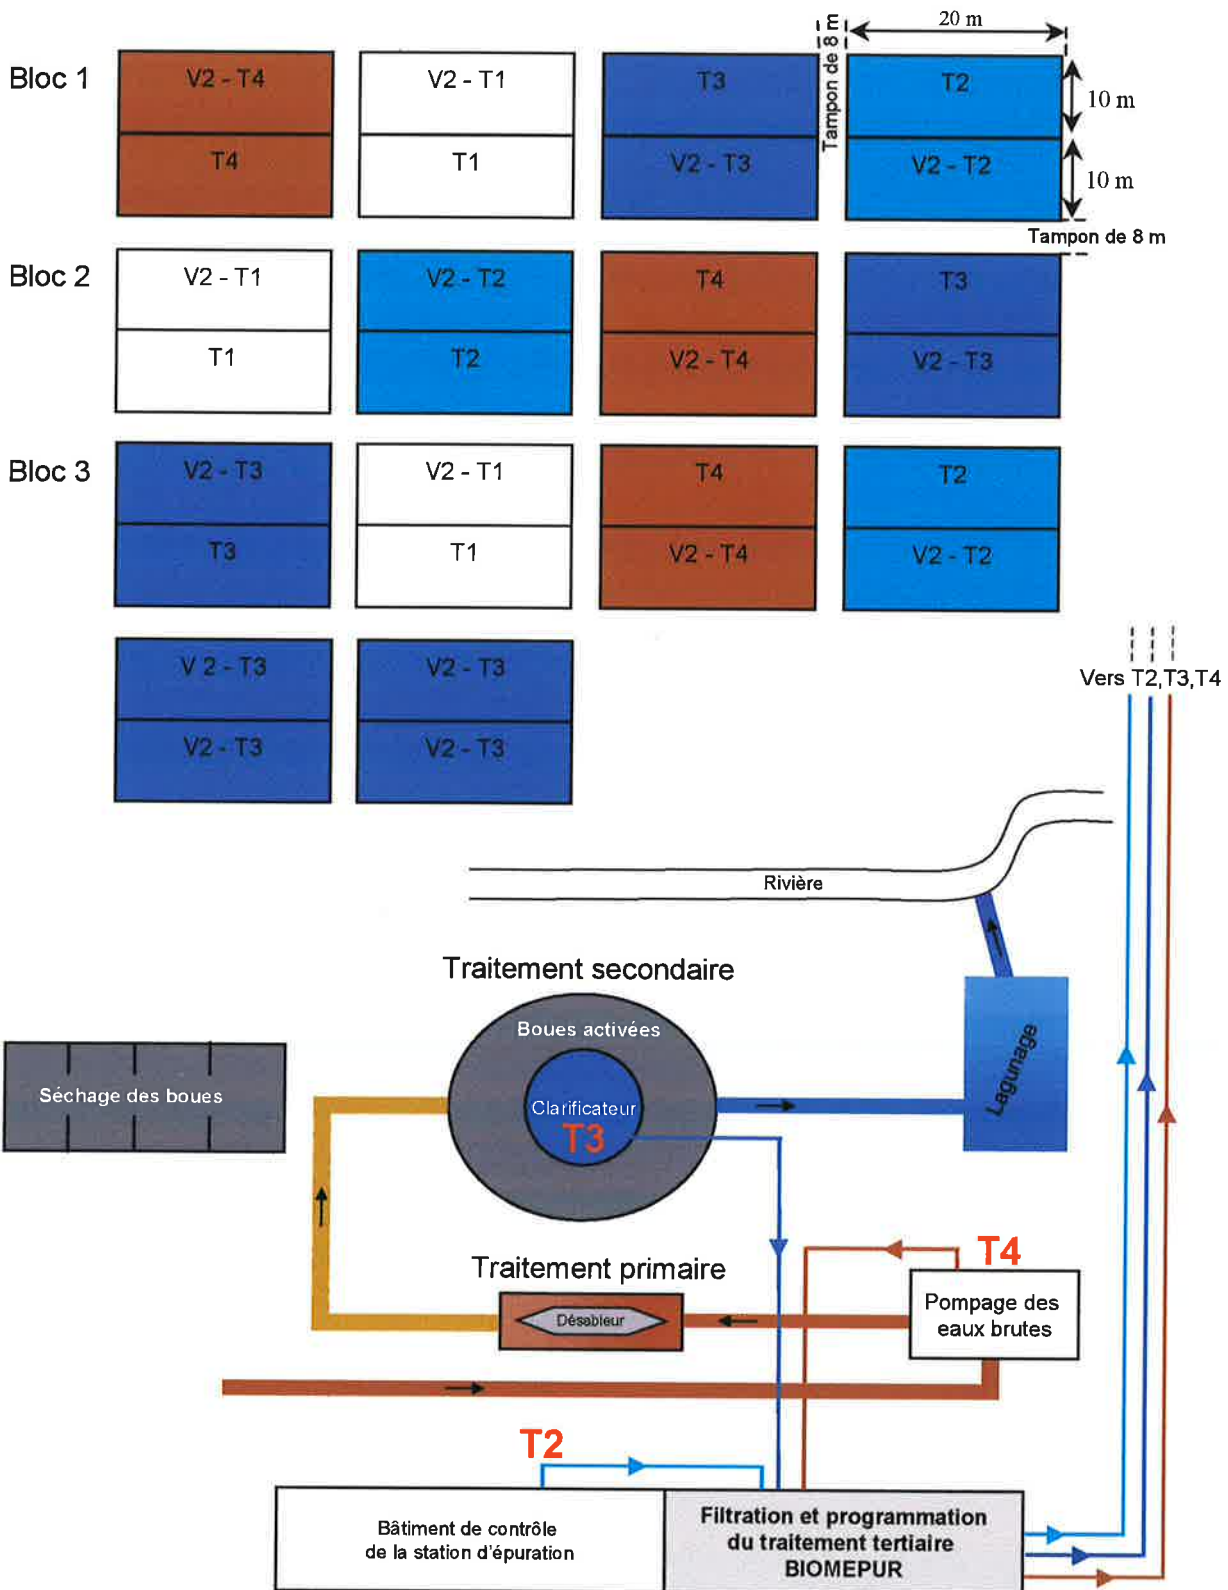 20 m
Tampon de 8 m
Bloc 1
V2 - T4
V2 - T1
T3
T2
10 m
T4
T1
V2 - T3
V2 - T2
10 m
Tampon de 8 m
Bloc 2
V2 - T1
V2 - T2
T4
T3
T1
T2
V2 - T4
V2 - T3
Bloc 3
V2 - T3
V2 - T1
T4
T2
T3
T1
V2 - T4
V2 - T2
V 2 - T3
V2 - T3
V2 - T3
V2 - T3
Vers T2,T3,T4
Rivière
Traitement secondaire
Boues activées
Clarificateur
T3
Lagunage
Séchage des boues
T4
Traitement primaire
Pompage des
eaux brutes
Désableur
T2
Bâtiment de contrôle
de la station d'épuration
Filtration et programmation
du traitement tertiaire
BIOMEPUR